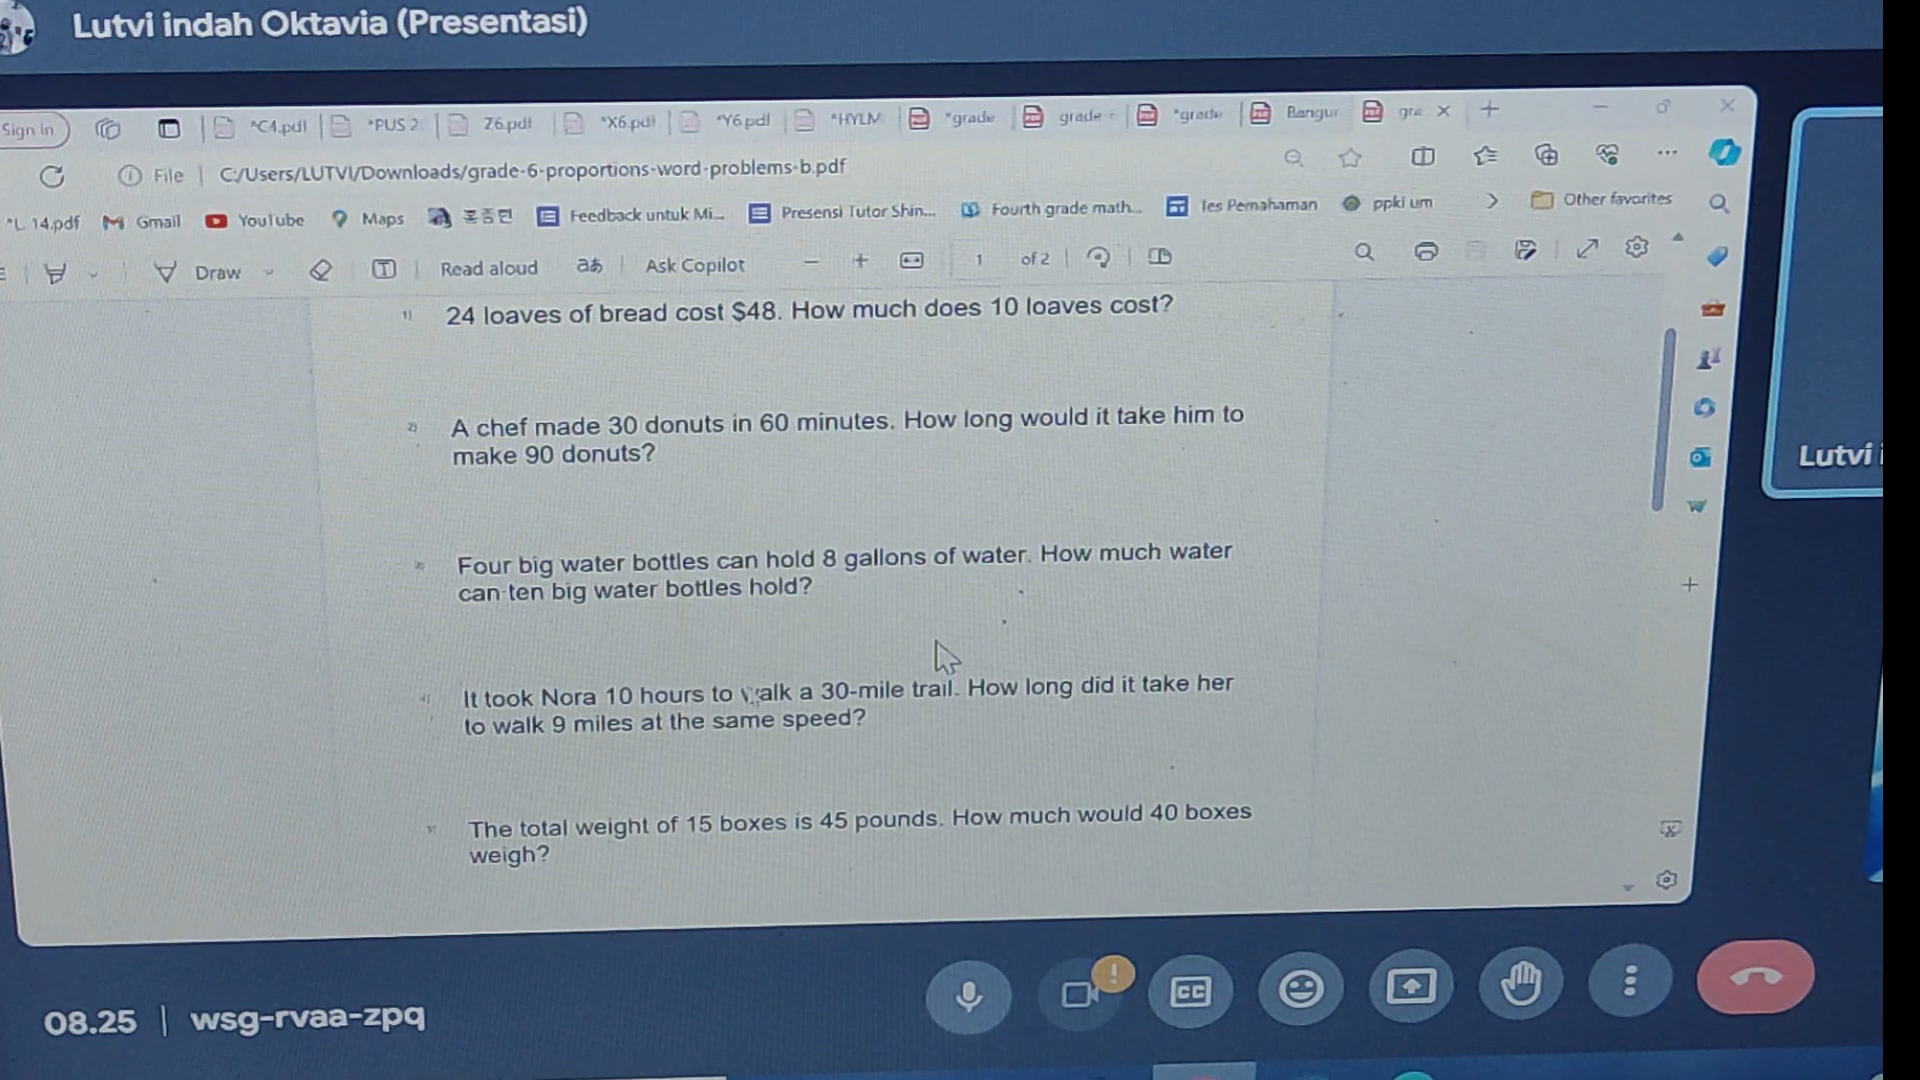 Lutvi indah Oktavia (Presentasi)
Sign in
^C4.pdf
*PUS 2
Z6.pdf
*X6.pdf
*Y6.pdf
*HYLM
*grade
grade
*grade
Bangur
gra
File
C:/Users/LUTVI/Downloads/grade-6-proportions-word-problems-b.pdf
*L 14.pdf
Gmail
YouTube
Maps
Feedback untuk Mi...
Presensi Tutor Shin...
Fourth grade math...
Tes Pemahaman
ppki um
Other favorites
Draw
Read aloud
aあ
Ask Copilot
1
of 2
1)
24 loaves of bread cost $48. How much does 10 loaves cost?
2)
A chef made 30 donuts in 60 minutes. How long would it take him to
make 90 donuts?
Four big water bottles can hold 8 gallons of water. How much water
can ten big water bottles hold?
It took Nora 10 hours to walk a 30-mile trail. How long did it take her
to walk 9 miles at the same speed?
The total weight of 15 boxes is 45 pounds. How much would 40 boxes
weigh?
Lutvi i
08.25 | wsg-rvaa-zpq
CC